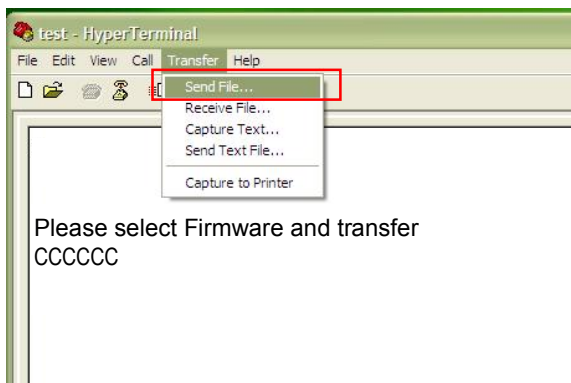 test - HyperTerminal
File Edit View Call Transfer Help
Send File...
Receive File...
Capture Text...
Send Text File...
Capture to Printer
Please select Firmware and transfer
CCCCCC